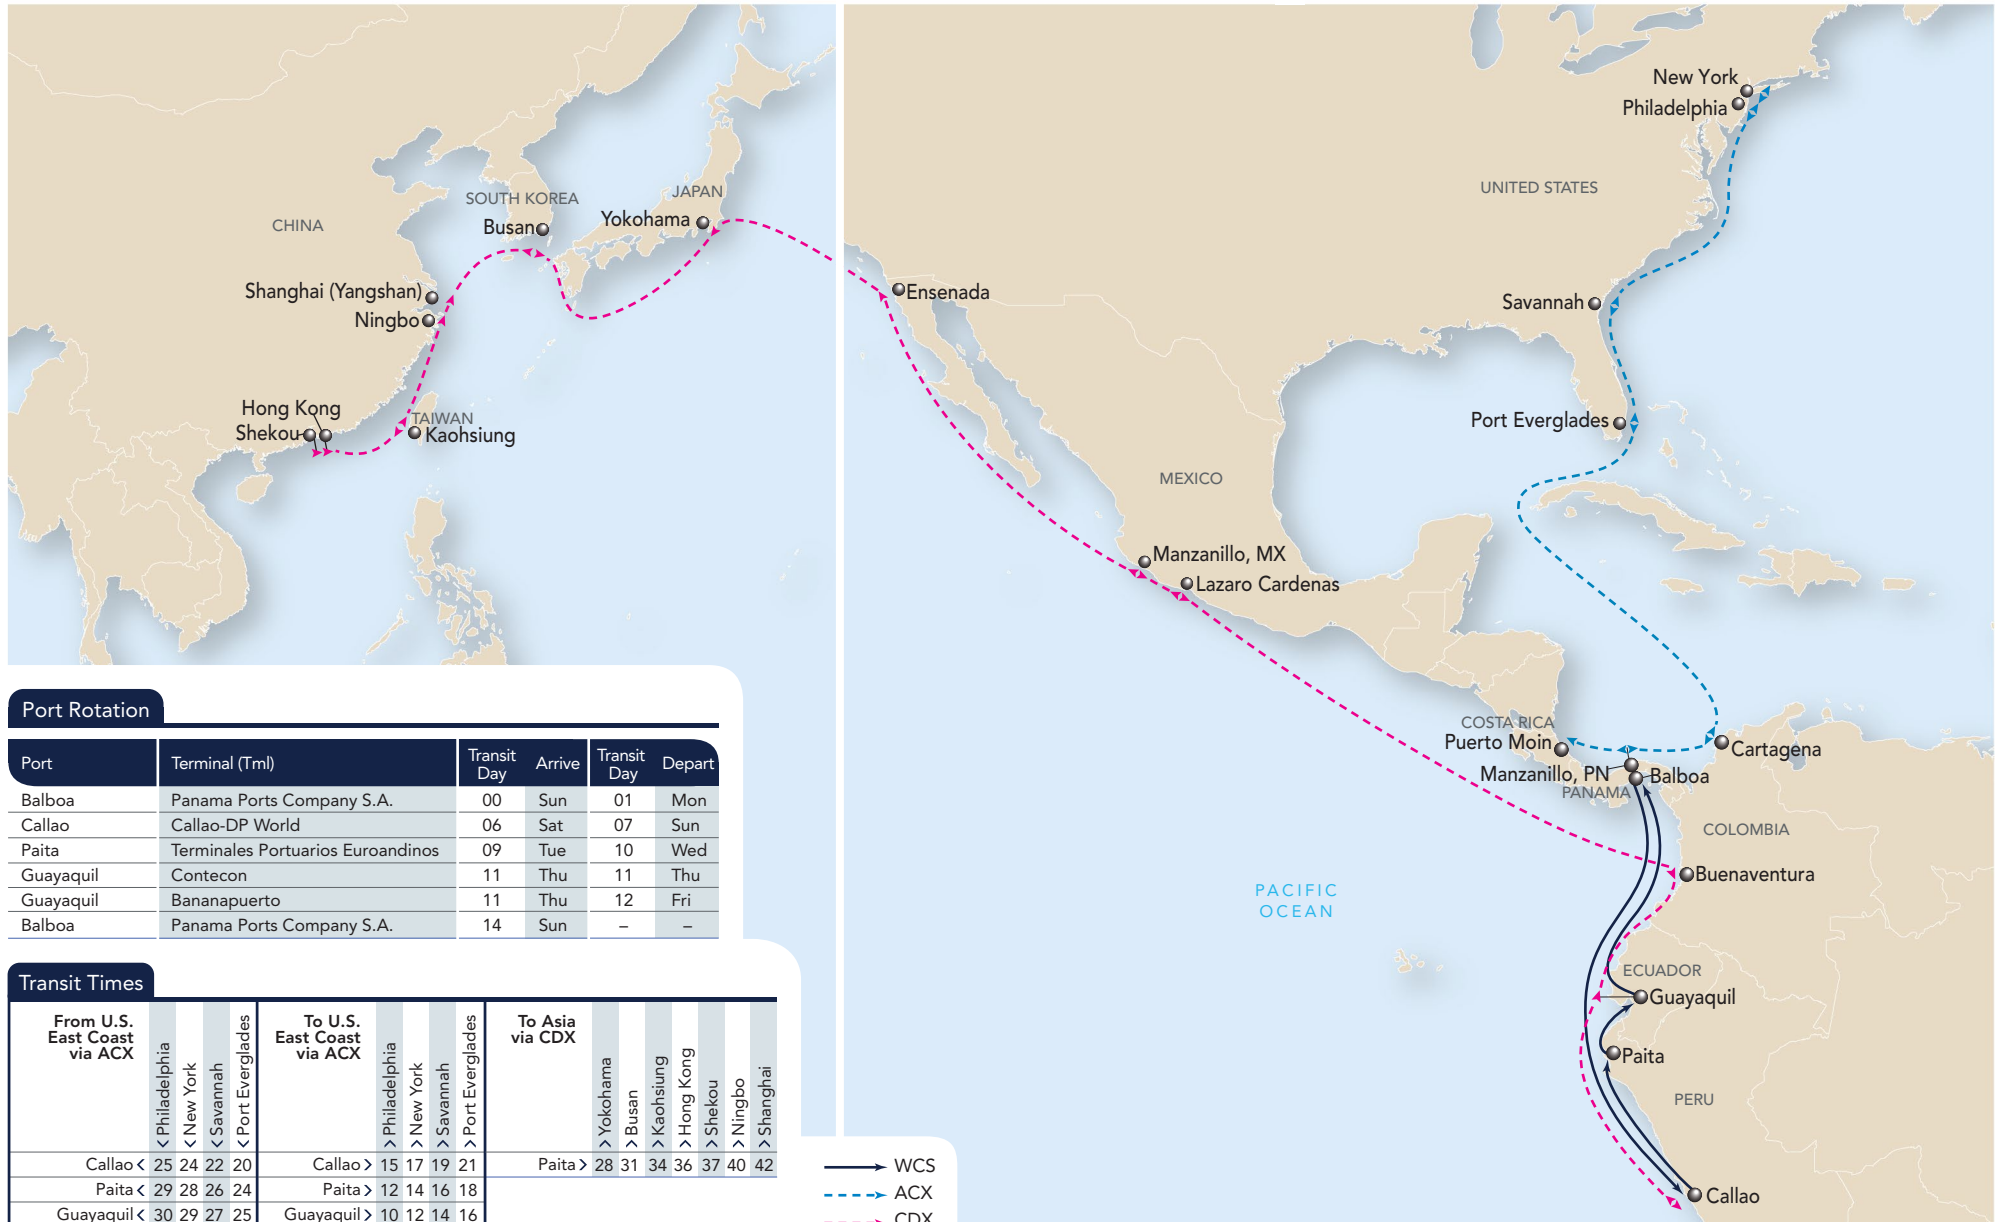 New York
Philadelphia
UNITED STATES
SOUTH KOREA
JAPAN
CHINA
Busan
Yokohama
Shanghai (Yangshan)
Ningbo
Ensenada
Savannah
Hong Kong
Shekou
TAIWAN
Kaohsiung
Port Everglades
MEXICO
Manzanillo, MX
Lazaro Cardenas
COSTA RICA
Puerto Moin
Cartagena
Manzanillo, PN
Balboa
PANAMA
COLOMBIA
Buenaventura
PACIFIC
OCEAN
ECUADOR
Guayaquil
Paita
PERU
Callao
Port Rotation
Port Terminal (Tml) Transit Day Arrive Transit Day Depart
Balboa Panama Ports Company S.A. 00 Sun 01 Mon
Callao Callao-DP World 06 Sat 07 Sun
Paita Terminales Portuarios Euroandinos 09 Tue 10 Wed
Guayaquil Contecon 11 Thu 11 Thu
Guayaquil Bananapuerto 11 Thu 12 Fri
Balboa Panama Ports Company S.A. 14 Sun – –
Transit Times
From U.S.
East Coast
via ACX
< Philadelphia
< New York
< Savannah
< Port Everglades
To U.S.
East Coast
via ACX
> Philadelphia
> New York
> Savannah
> Port Everglades
To Asia
via CDX
> Yokohama
> Busan
> Kaohsiung
> Hong Kong
> Shekou
> Ningbo
> Shanghai
Callao < 25 24 22 20 Callao > 15 17 19 21 Paita > 28 31 34 36 37 40 42
Paita < 29 28 26 24 Paita > 12 14 16 18
Guayaquil < 30 29 27 25 Guayaquil > 10 12 14 16
WCS
ACX
CDX